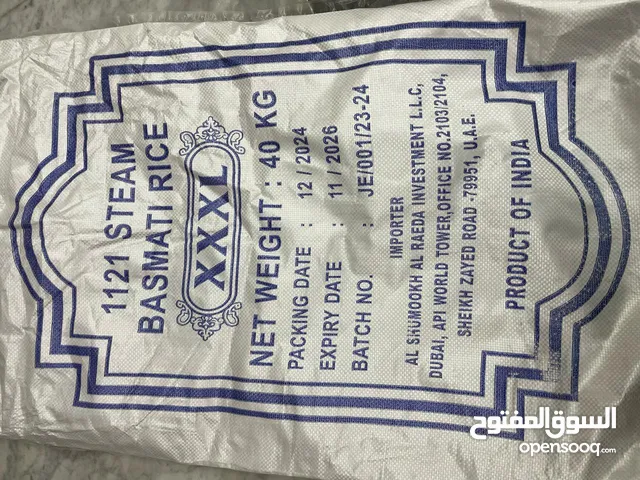 1121 STEAM
BASMATI RICE
XXXL
NET WEIGHT : 40 KG
PACKING DATE : 12 / 2024
EXPIRY DATE : 11 / 2026
BATCH NO. : JE/001/23-24
IMPORTER
AL SHUMOOKH AL RAEDA INVESTMENT L.L.C,
DUBAI, API WORLD TOWER,OFFICE NO.2103/2104,
SHEIKH ZAYED ROAD -79951, U.A.E.
PRODUCT OF INDIA
السوق المفتوح
opensooq.com